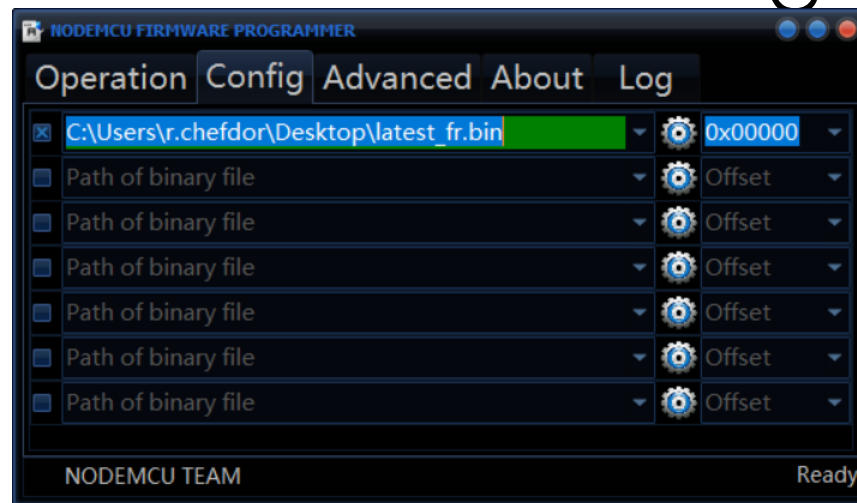 NODEMCU FIRMWARE PROGRAMMER
Operation Config Advanced About Log
C:\Users\r.chefdor\Desktop\latest_fr.bin 0x00000
Path of binary file Offset
Path of binary file Offset
Path of binary file Offset
Path of binary file Offset
Path of binary file Offset
Path of binary file Offset
NODEMCU TEAM Ready